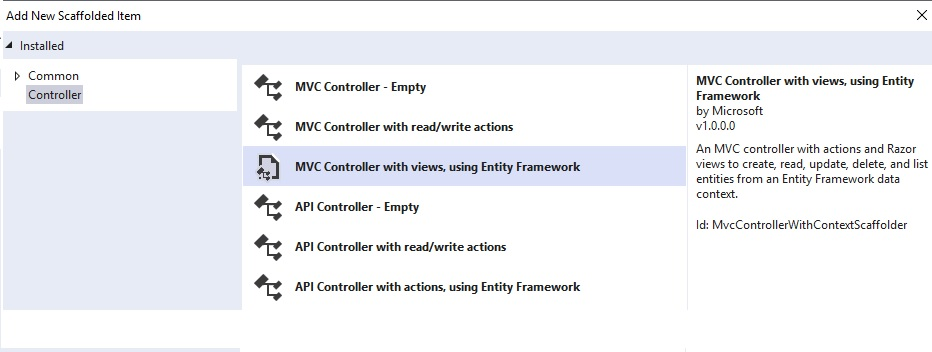 Add New Scaffolded Item
Installed
Common
Controller
MVC Controller - Empty
MVC Controller with read/write actions
MVC Controller with views, using Entity Framework
API Controller - Empty
API Controller with read/write actions
API Controller with actions, using Entity Framework
MVC Controller with views, using Entity
Framework
by Microsoft
v1.0.0.0
An MVC controller with actions and Razor
views to create, read, update, delete, and list
entities from an Entity Framework data
context.
Id: MvcControllerWithContextScaffolder